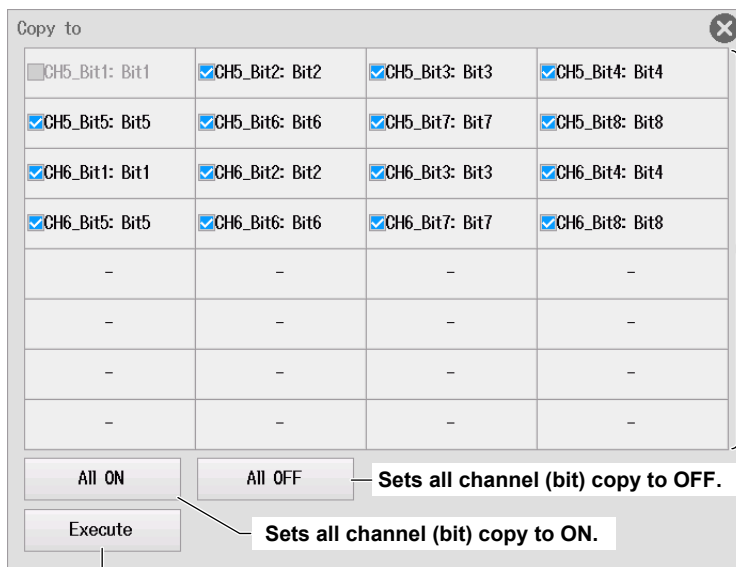 Copy to
CH5_Bit1: Bit1 CH5_Bit2: Bit2 CH5_Bit3: Bit3 CH5_Bit4: Bit4
CH5_Bit5: Bit5 CH5_Bit6: Bit6 CH5_Bit7: Bit7 CH5_Bit8: Bit8
CH6_Bit1: Bit1 CH6_Bit2: Bit2 CH6_Bit3: Bit3 CH6_Bit4: Bit4
CH6_Bit5: Bit5 CH6_Bit6: Bit6 CH6_Bit7: Bit7 CH6_Bit8: Bit8
– – – –
– – – –
– – – –
– – – –
All ON All OFF Sets all channel (bit) copy to OFF.
Execute Sets all channel (bit) copy to ON.